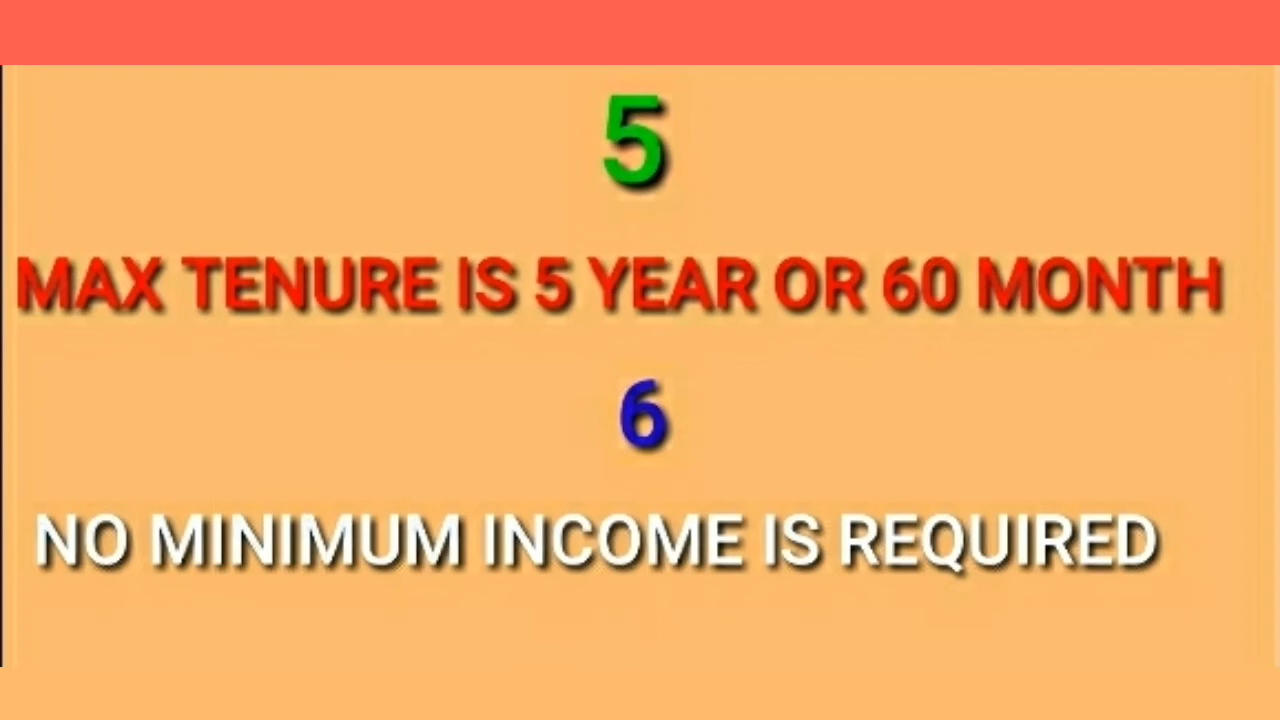 5
MAX TENURE IS 5 YEAR OR 60 MONTH
6
NO MINIMUM INCOME IS REQUIRED